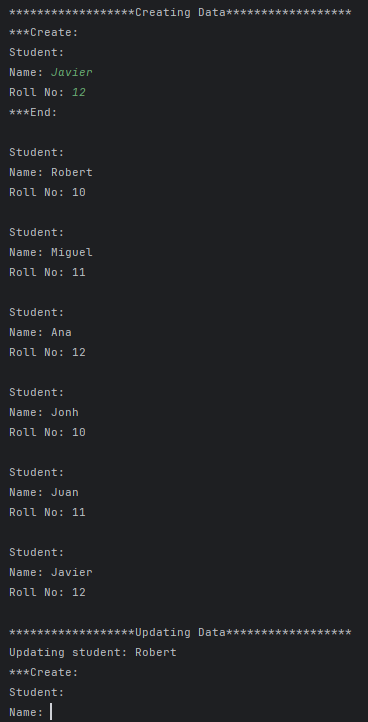 ******************Creating Data******************
***Create:
Student:
Name: Javier
Roll No: 12
***End:
Student:
Name: Robert
Roll No: 10
Student:
Name: Miguel
Roll No: 11
Student:
Name: Ana
Roll No: 12
Student:
Name: Jonh
Roll No: 10
Student:
Name: Juan
Roll No: 11
Student:
Name: Javier
Roll No: 12
******************Updating Data******************
Updating student: Robert
***Create:
Student:
Name: